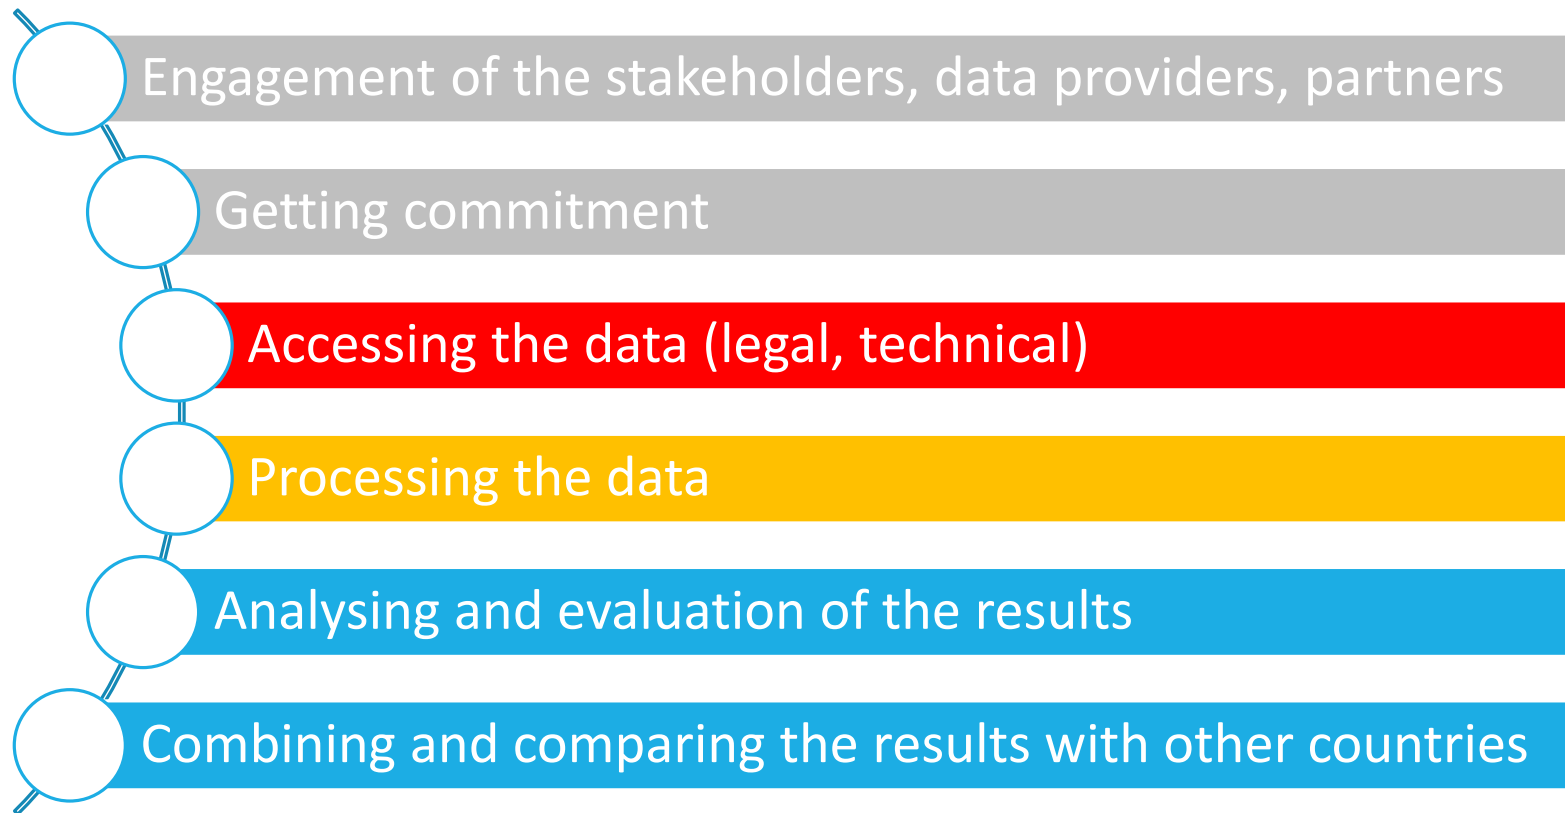 Engagement of the stakeholders, data providers, partners
Getting commitment
Accessing the data (legal, technical)
Processing the data
Analysing and evaluation of the results
Combining and comparing the results with other countries